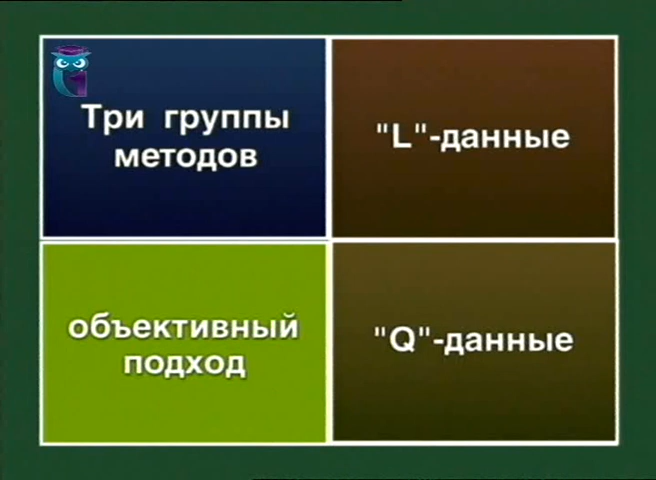 Три группы
методов
"L"-данные
объективный
подход
"Q"-данные